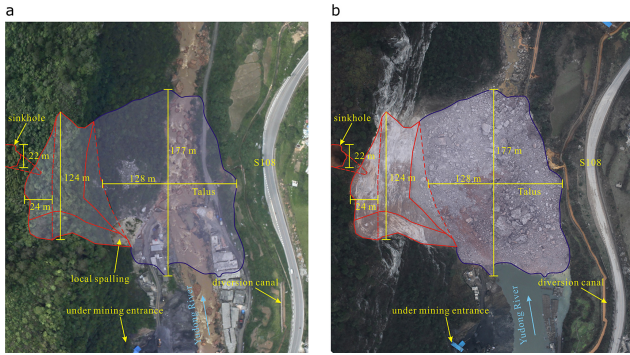 a
sinkhole
22 m
124 m
177 m
S108
128 m
24 m
Talus
local spalling
diversion canal
under mining entrance
Yudong River
b
sinkhole
22 m
124 m
177 m
S108
128 m
24 m
Talus
diversion canal
under mining entrance
Yudong River